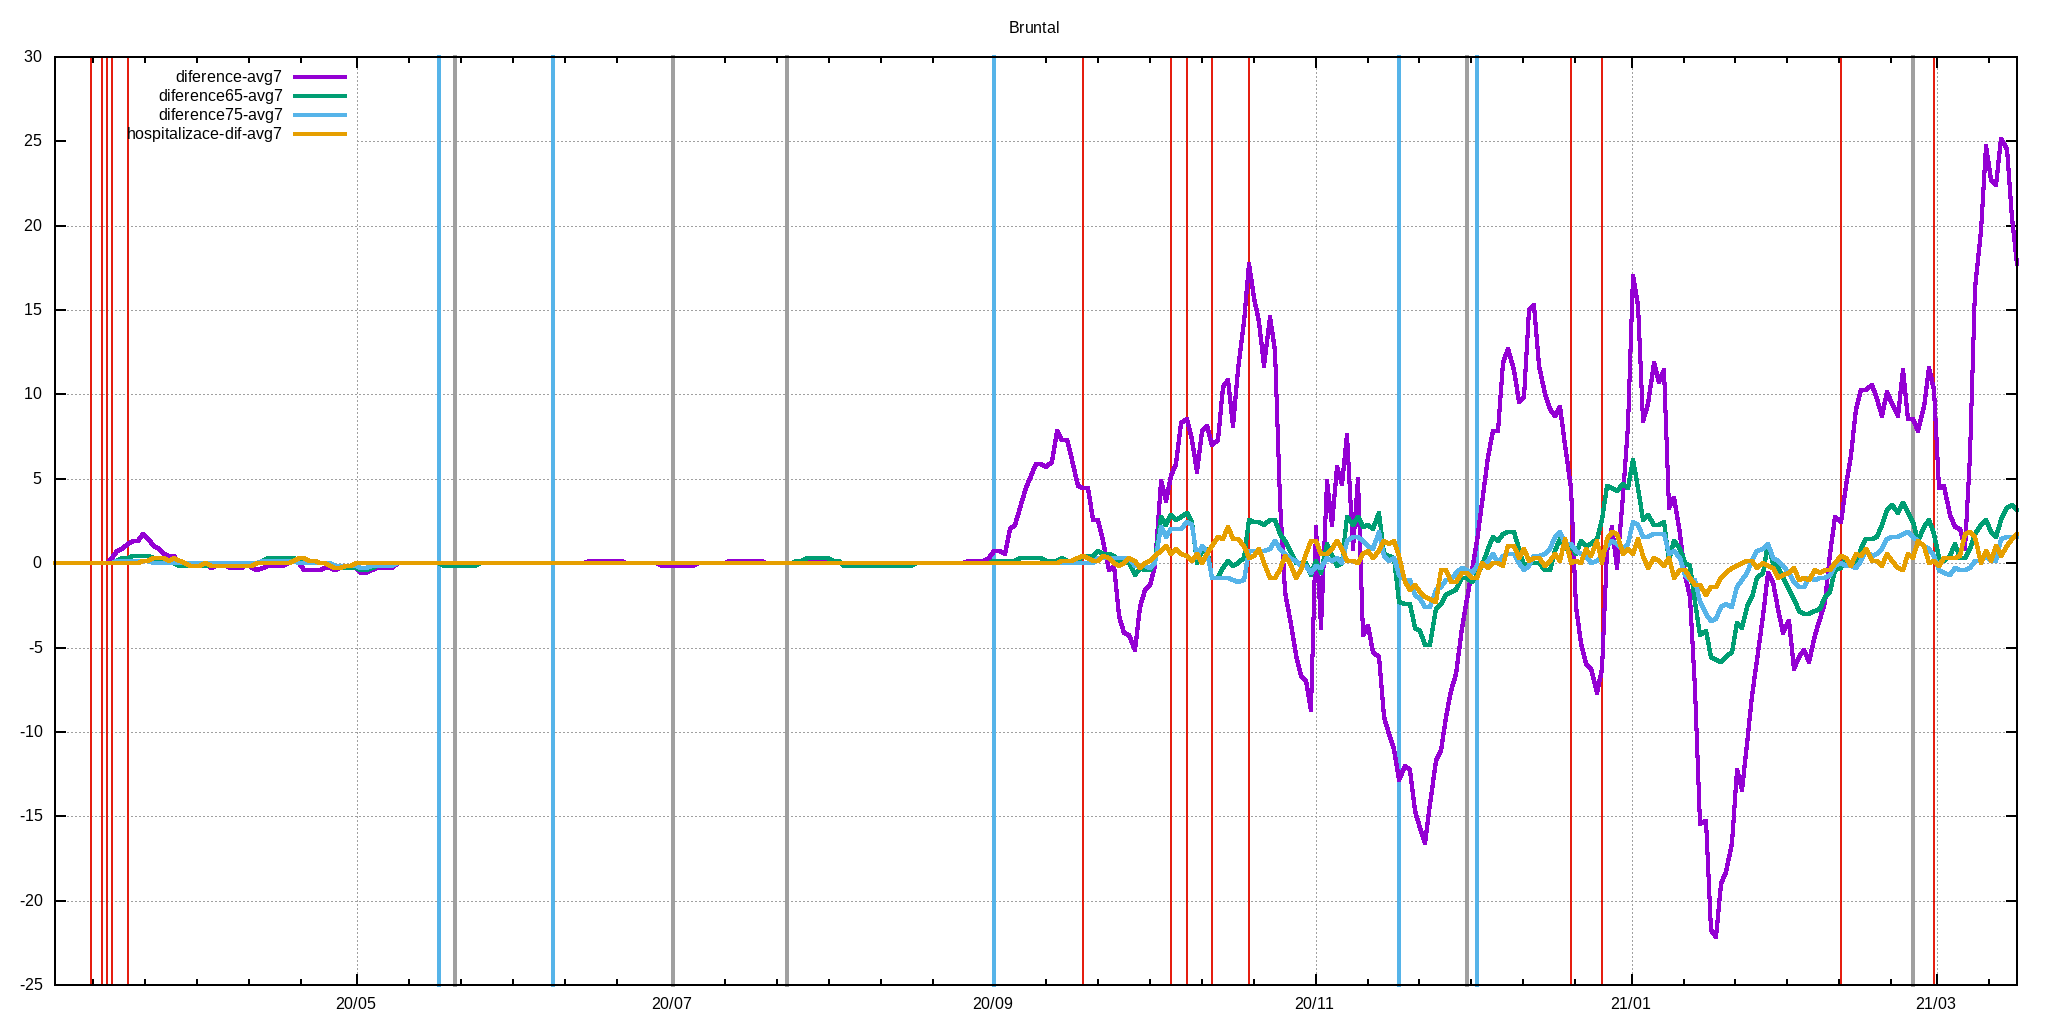 Bruntal
diference-avg7
diference65-avg7
diference75-avg7
hospitalizace-dif-avg7
30
25
20
15
10
5
0
-5
-10
-15
-20
-25
20/05 20/07 20/09 20/11 21/01 21/03